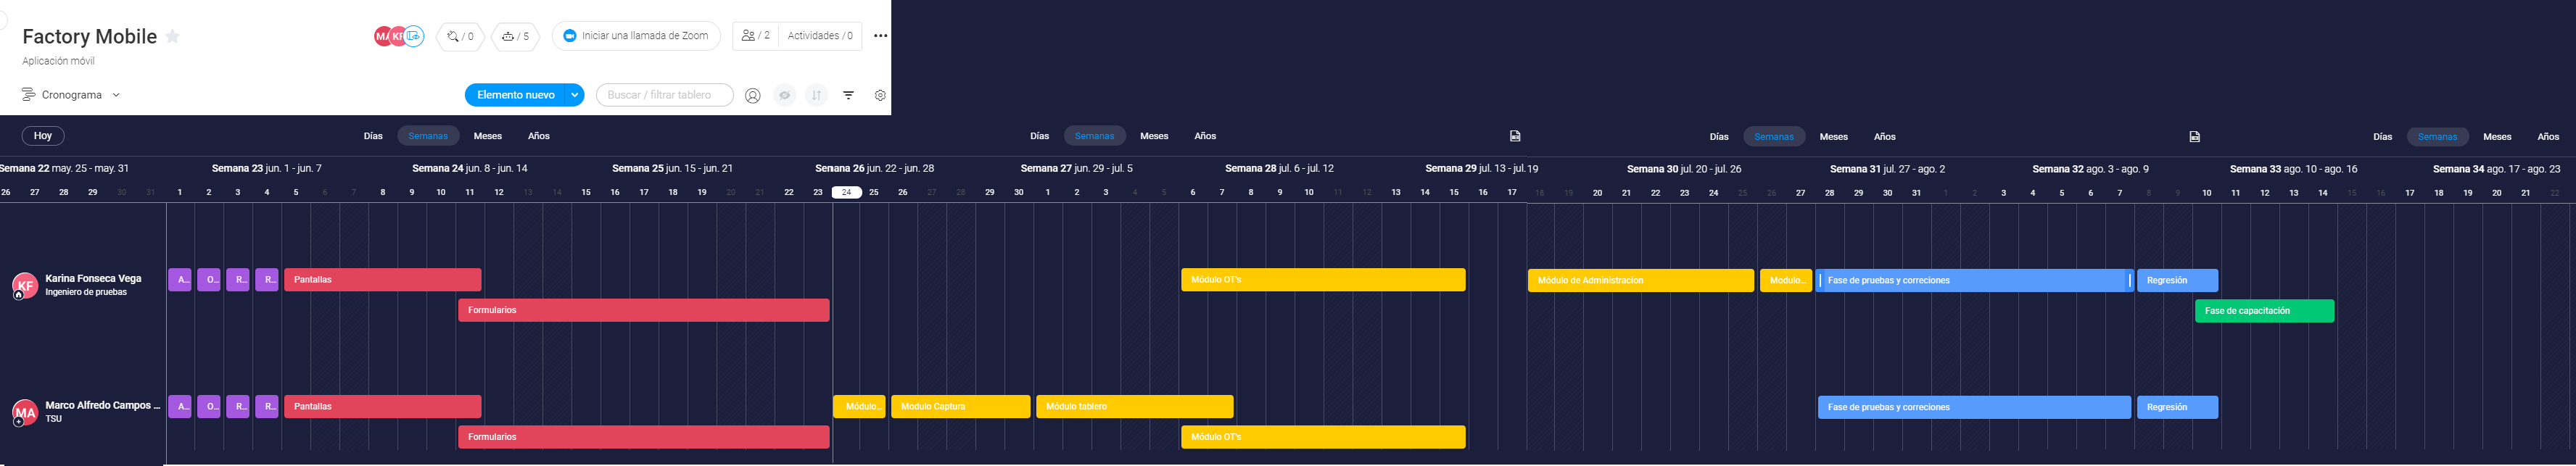 Factory Mobile
MA KF / 0 / 5 Iniciar una llamada de Zoom / 2 Actividades / 0
Aplicación móvil
Cronograma Elemento nuevo Buscar / filtrar tablero
Hoy Días Semanas Meses Años Días Semanas Meses Años Días Semanas Meses Años Días Semanas Meses Años
Semana 22 may. 25 - may. 31 Semana 23 jun. 1 - jun. 7 Semana 24 jun. 8 - jun. 14 Semana 25 jun. 15 - jun. 21 Semana 26 jun. 22 - jun. 28 Semana 27 jun. 29 - jul. 5 Semana 28 jul. 6 - jul. 12 Semana 29 jul. 13 - jul. 19 Semana 30 jul. 20 - jul. 26 Semana 31 jul. 27 - ago. 2 Semana 32 ago. 3 - ago. 9 Semana 33 ago. 10 - ago. 16 Semana 34 ago. 17 - ago. 23
26 27 28 29 30 31 1 2 3 4 5 6 7 8 9 10 11 12 13 14 15 16 17 18 19 20 21 22 23 24 25 26 27 28 29 30 1 2 3 4 5 6 7 8 9 10 11 12 13 14 15 16 17 18 19 20 21 22 23 24 25 26 27 28 29 30 31 1 2 3 4 5 6 7 8 9 10 11 12 13 14 15 16 17 18 19 20 21 22
KF Karina Fonseca Vega A... O... R... R... Pantallas Módulo OT's Módulo de Administracion Modulo... Fase de pruebas y correciones Regresión
Ingeniero de pruebas
Formularios Fase de capacitación
MA Marco Alfredo Campos ... A... O... R... R... Pantallas Módulo... Modulo Captura Módulo tablero Fase de pruebas y correciones Regresión
TSU
Formularios Módulo OT's